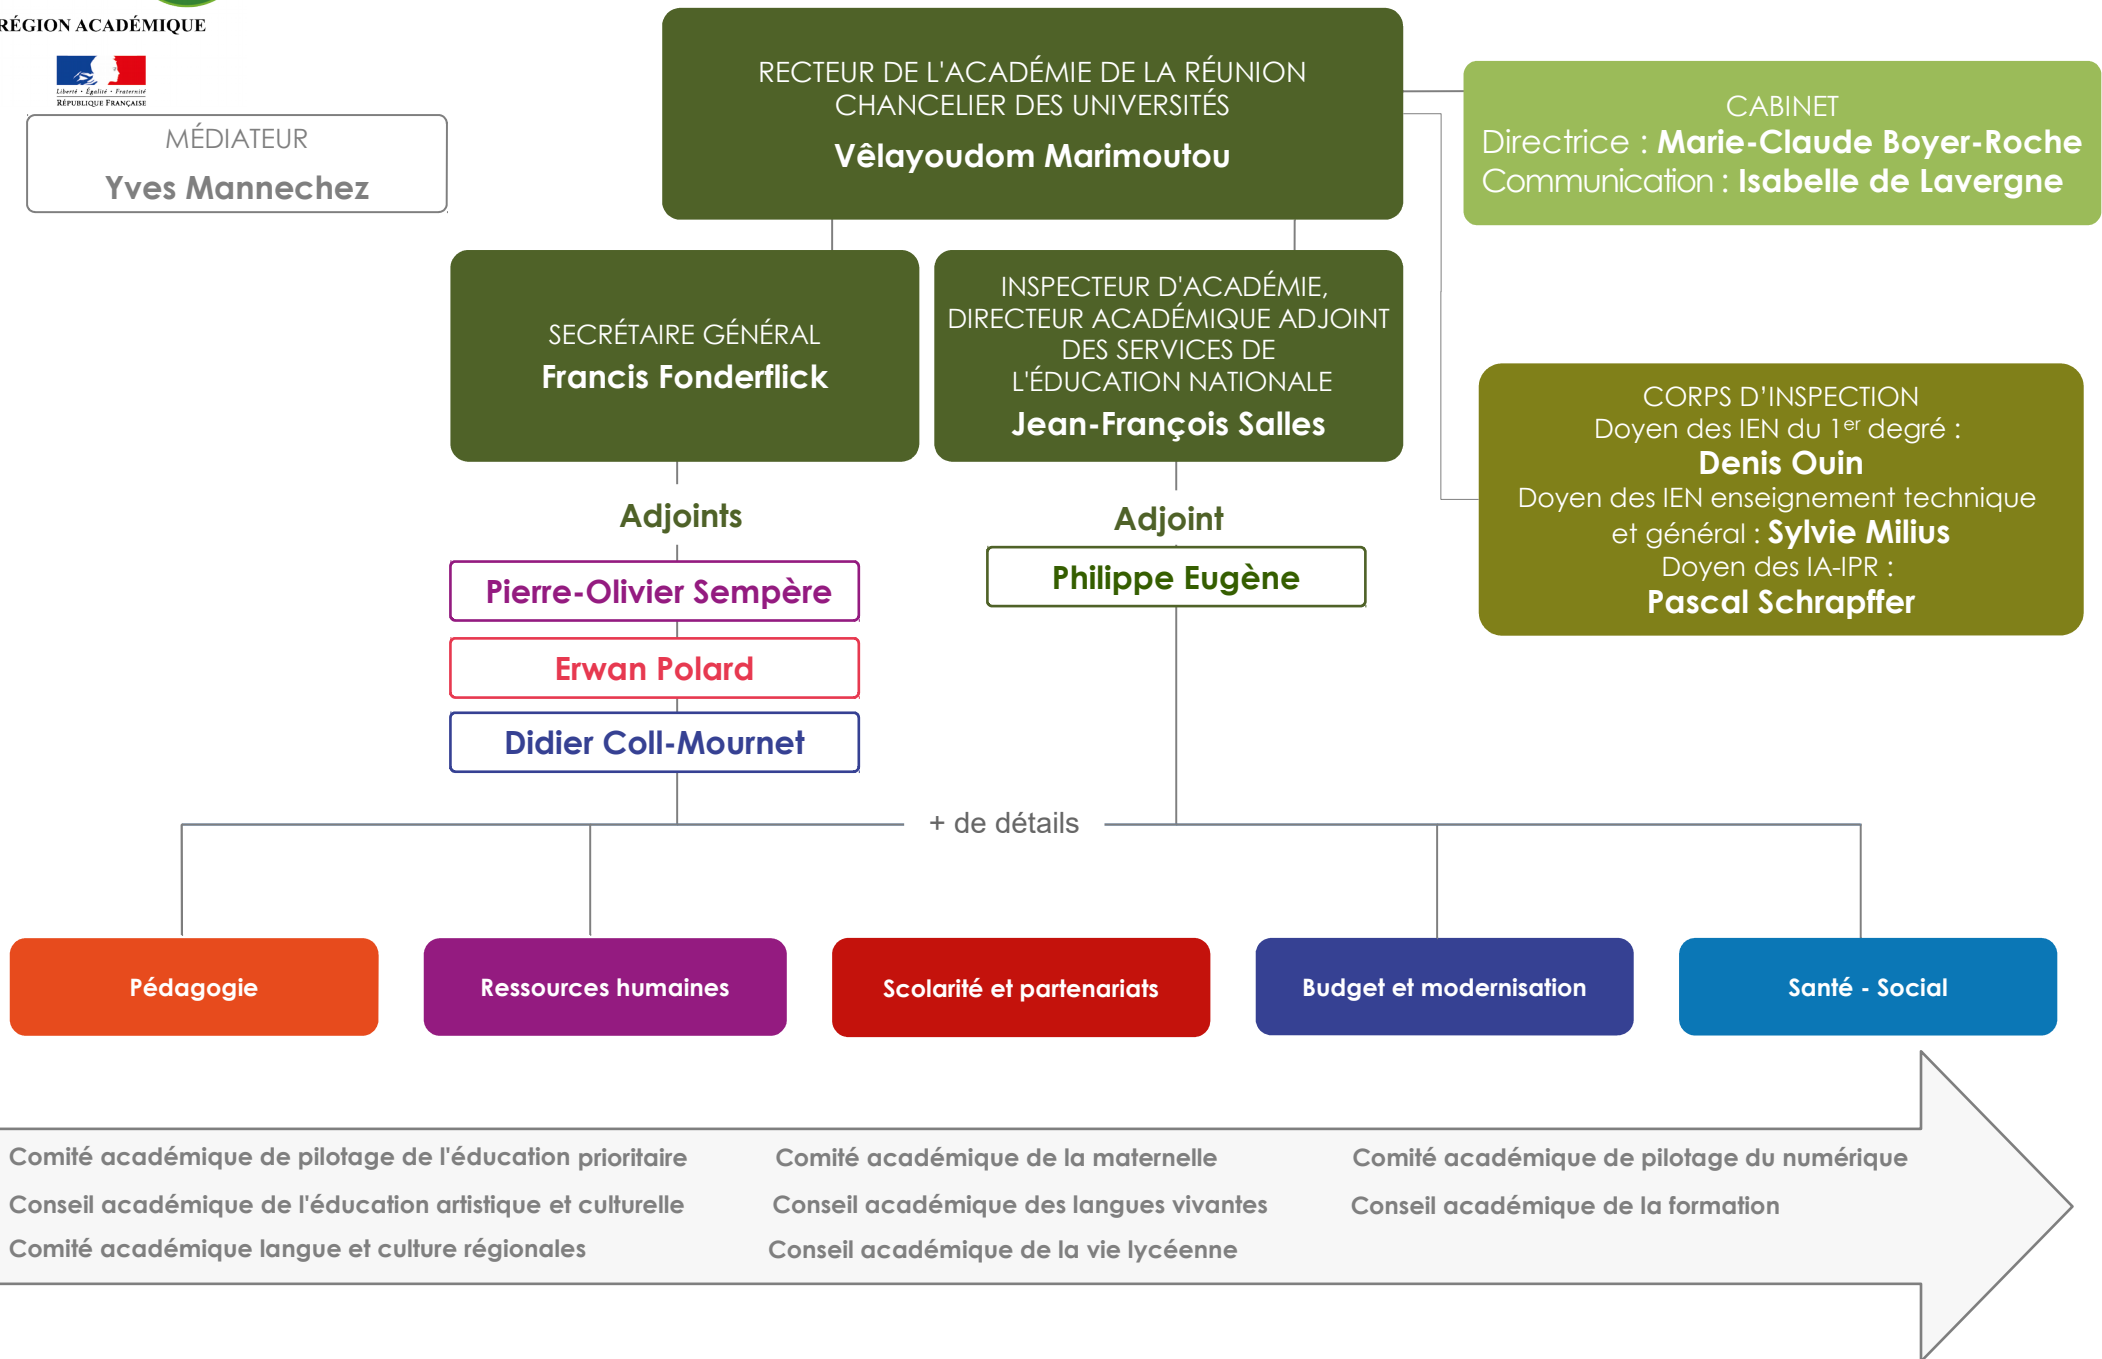 RÉGION ACADÉMIQUE
Liberté • Égalité • Fraternité
RÉPUBLIQUE FRANÇAISE
MÉDIATEUR
Yves Mannechez
RECTEUR DE L'ACADÉMIE DE LA RÉUNION
CHANCELIER DES UNIVERSITÉS
Vêlayoudom Marimoutou
CABINET
Directrice : Marie-Claude Boyer-Roche
Communication : Isabelle de Lavergne
SECRÉTAIRE GÉNÉRAL
Francis Fonderflick
INSPECTEUR D'ACADÉMIE,
DIRECTEUR ACADÉMIQUE ADJOINT
DES SERVICES DE
L'ÉDUCATION NATIONALE
Jean-François Salles
CORPS D’INSPECTION
Doyen des IEN du 1er degré :
Denis Ouin
Doyen des IEN enseignement technique
et général : Sylvie Milius
Doyen des IA-IPR :
Pascal Schrapffer
Adjoints
Pierre-Olivier Sempère
Erwan Polard
Didier Coll-Mournet
Adjoint
Philippe Eugène
+ de détails
Pédagogie
Ressources humaines
Scolarité et partenariats
Budget et modernisation
Santé - Social
Comité académique de pilotage de l'éducation prioritaire
Conseil académique de l'éducation artistique et culturelle
Comité académique langue et culture régionales
Comité académique de la maternelle
Conseil académique des langues vivantes
Conseil académique de la vie lycéenne
Comité académique de pilotage du numérique
Conseil académique de la formation